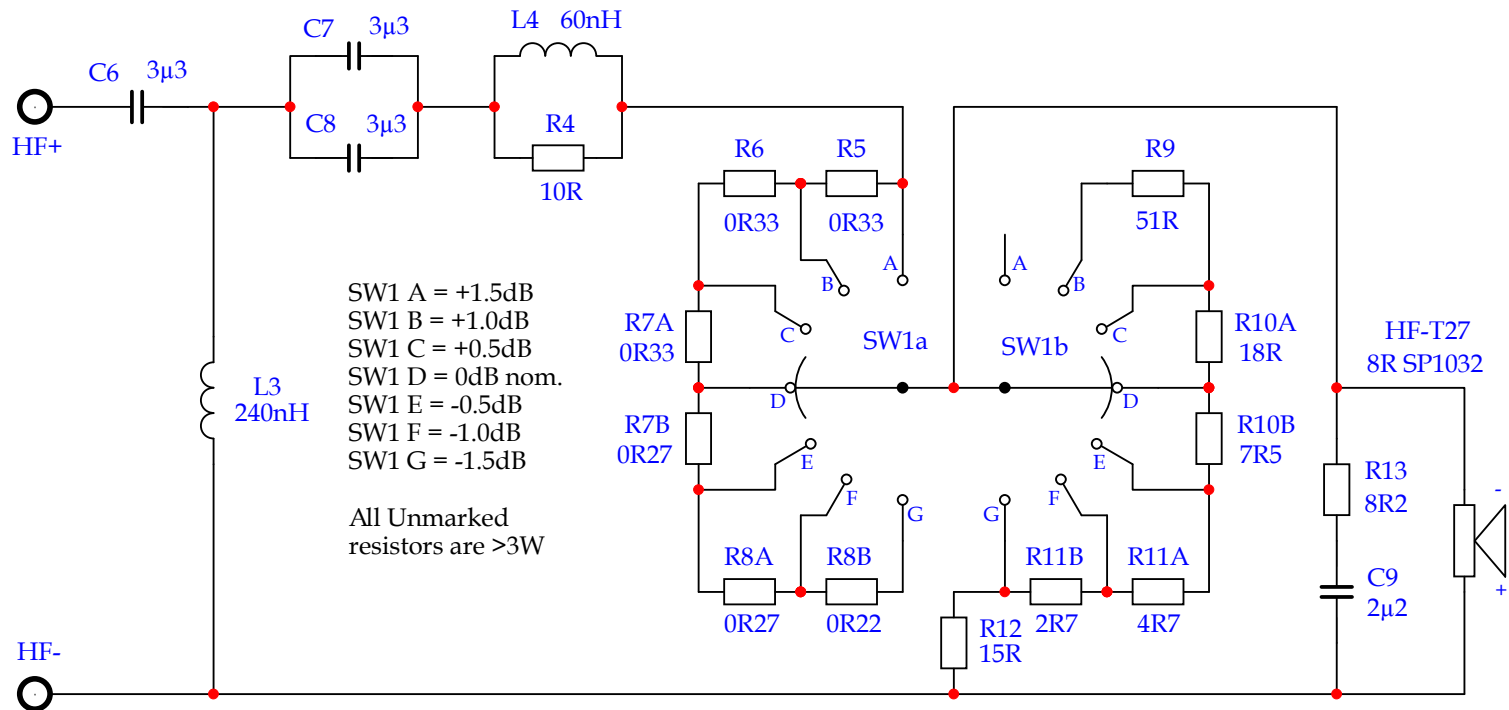 C6
3µ3
C7
3µ3
C8
3µ3
L4 60nH
R4
10R
HF+
R6
0R33
R5
0R33
R9
51R
A
B
C
D
E
F
G
A
B
C
D
E
F
G
SW1a
SW1b
SW1 A = +1.5dB
SW1 B = +1.0dB
SW1 C = +0.5dB
SW1 D = 0dB nom.
SW1 E = -0.5dB
SW1 F = -1.0dB
SW1 G = -1.5dB
All Unmarked
resistors are >3W
R7A
0R33
R7B
0R27
R10A
18R
R10B
7R5
HF-T27
8R SP1032
L3
240nH
R8A
0R27
R8B
0R22
R11B
2R7
R11A
4R7
R12
15R
R13
8R2
C9
2µ2
-
+
HF-